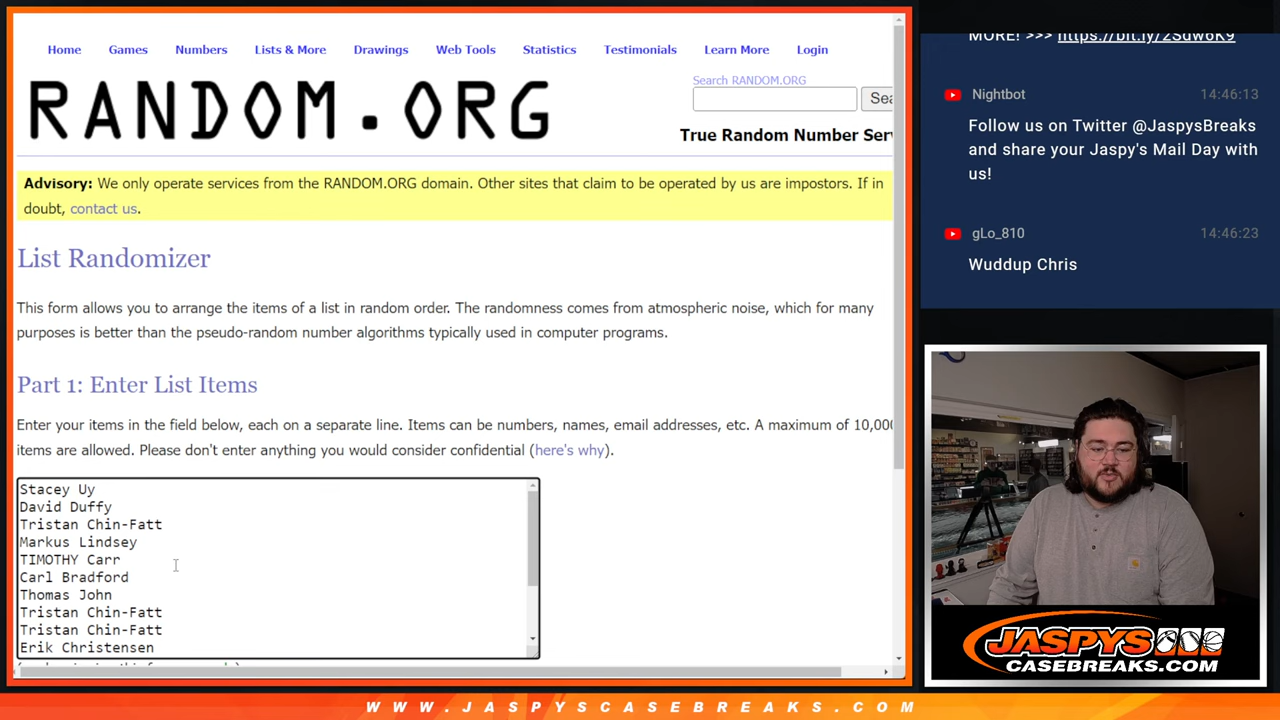 Home Games Numbers Lists & More Drawings Web Tools Statistics Testimonials Learn More Login
RANDOM.ORG
Search RANDOM.ORG
Sea
True Random Number Serv
Advisory: We only operate services from the RANDOM.ORG domain. Other sites that claim to be operated by us are impostors. If in
doubt, contact us.
List Randomizer
This form allows you to arrange the items of a list in random order. The randomness comes from atmospheric noise, which for many
purposes is better than the pseudo-random number algorithms typically used in computer programs.
Part 1: Enter List Items
Enter your items in the field below, each on a separate line. Items can be numbers, names, email addresses, etc. A maximum of 10,000
items are allowed. Please don't enter anything you would consider confidential (here's why).
Stacey Uy
David Duffy
Tristan Chin-Fatt
Markus Lindsey
TIMOTHY Carr
Carl Bradford
Thomas John
Tristan Chin-Fatt
Tristan Chin-Fatt
Erik Christensen
MORE! >>> https://bit.ly/2Sdw6K9
Nightbot 14:46:13
Follow us on Twitter @JaspysBreaks
and share your Jaspy's Mail Day with
us!
gLo_810 14:46:23
Wuddup Chris
JASPYS
CASEBREAKS.COM
WWW.JASPYSCASEBREAKS.COM